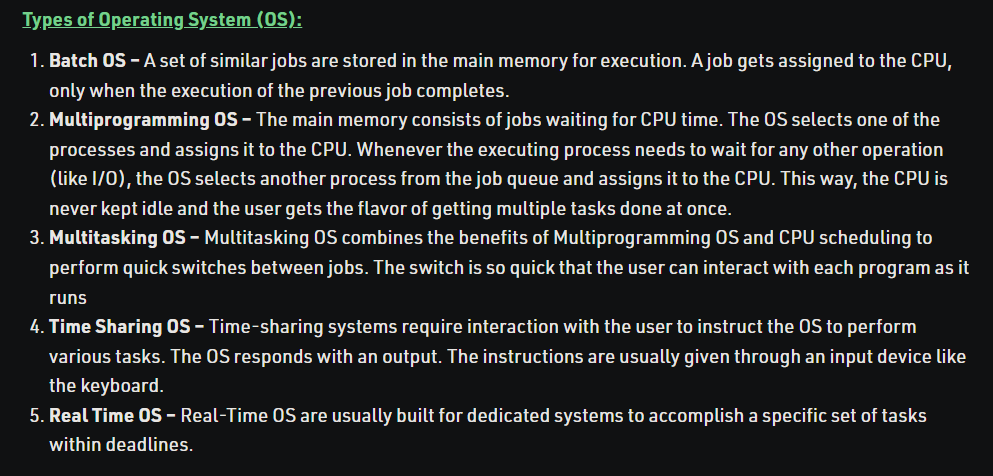 Types of Operating System (OS):
1. Batch OS – A set of similar jobs are stored in the main memory for execution. A job gets assigned to the CPU,
only when the execution of the previous job completes.
2. Multiprogramming OS – The main memory consists of jobs waiting for CPU time. The OS selects one of the
processes and assigns it to the CPU. Whenever the executing process needs to wait for any other operation
(like I/O), the OS selects another process from the job queue and assigns it to the CPU. This way, the CPU is
never kept idle and the user gets the flavor of getting multiple tasks done at once.
3. Multitasking OS – Multitasking OS combines the benefits of Multiprogramming OS and CPU scheduling to
perform quick switches between jobs. The switch is so quick that the user can interact with each program as it
runs
4. Time Sharing OS – Time-sharing systems require interaction with the user to instruct the OS to perform
various tasks. The OS responds with an output. The instructions are usually given through an input device like
the keyboard.
5. Real Time OS – Real-Time OS are usually built for dedicated systems to accomplish a specific set of tasks
within deadlines.